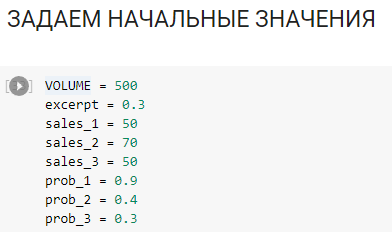 ЗАДАЕМ НАЧАЛЬНЫЕ ЗНАЧЕНИЯ
VOLUME = 500
excerpt = 0.3
sales_1 = 50
sales_2 = 70
sales_3 = 50
prob_1 = 0.9
prob_2 = 0.4
prob_3 = 0.3